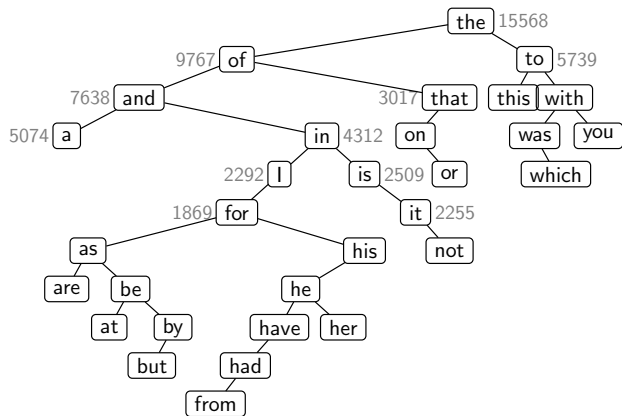 the 15568
9767 of to 5739
7638 and 3017 that this with
5074 a in 4312 on was you
2292 I is 2509 or which
1869 for it 2255
as his not
are be he
at by have her
but had
from